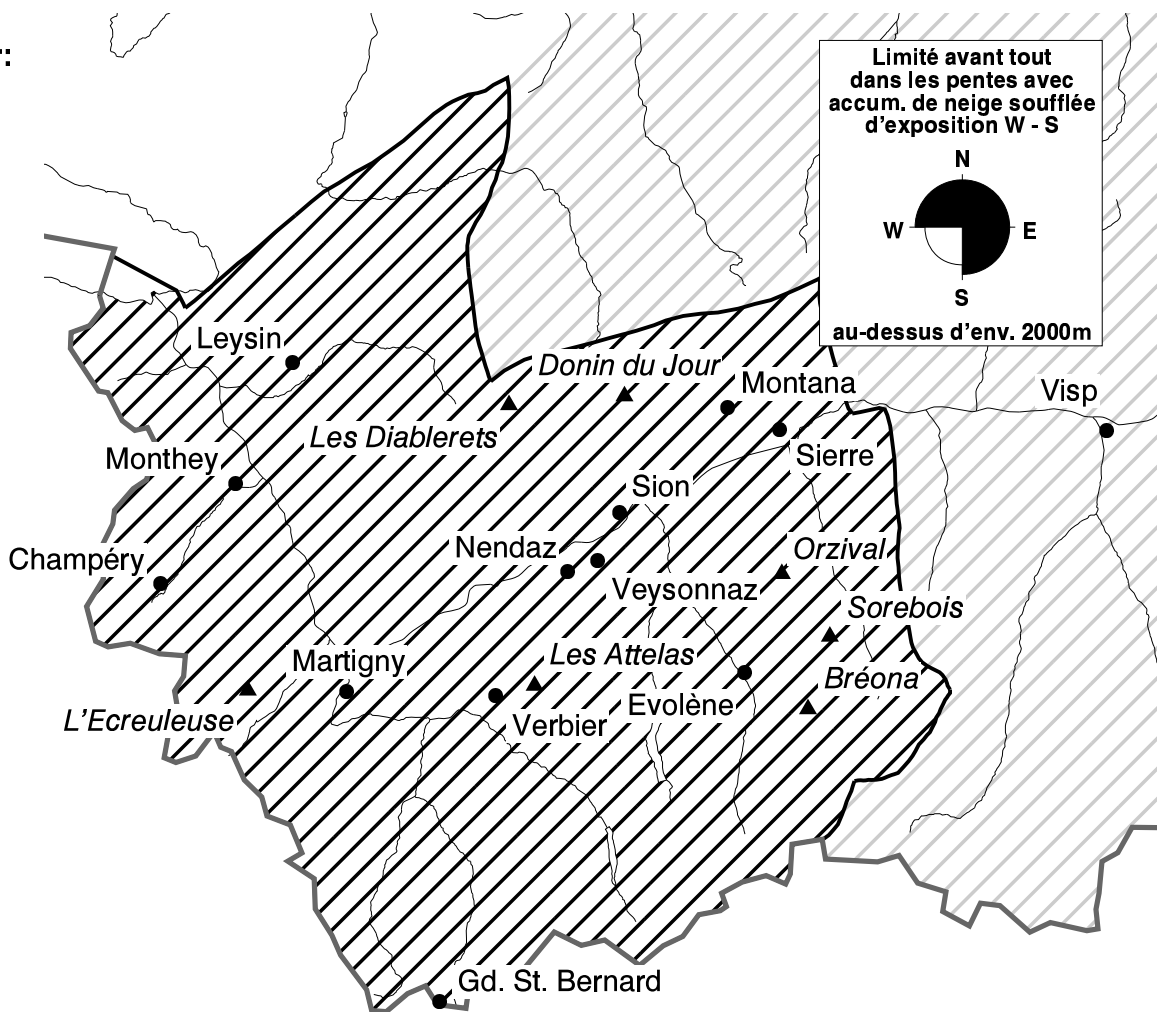 :
Limité avant tout
dans les pentes avec
accum. de neige soufflée
d'exposition W - S
N
W
E
S
au-dessus d'env. 2000m
Leysin
Donin du Jour
Montana
Visp
Les Diablerets
Sierre
Monthey
Sion
Nendaz
Orzival
Champéry
Veysonnaz
Sorebois
Martigny
Les Attelas
Bréona
L'Ecreuleuse
Verbier
Evolène
Gd. St. Bernard